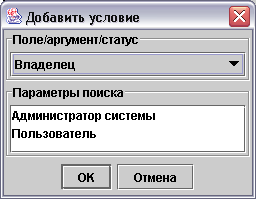 Добавить условие
Поле/аргумент/статус
Владелец
Параметры поиска
Администратор системы
Пользователь
OK
Отмена